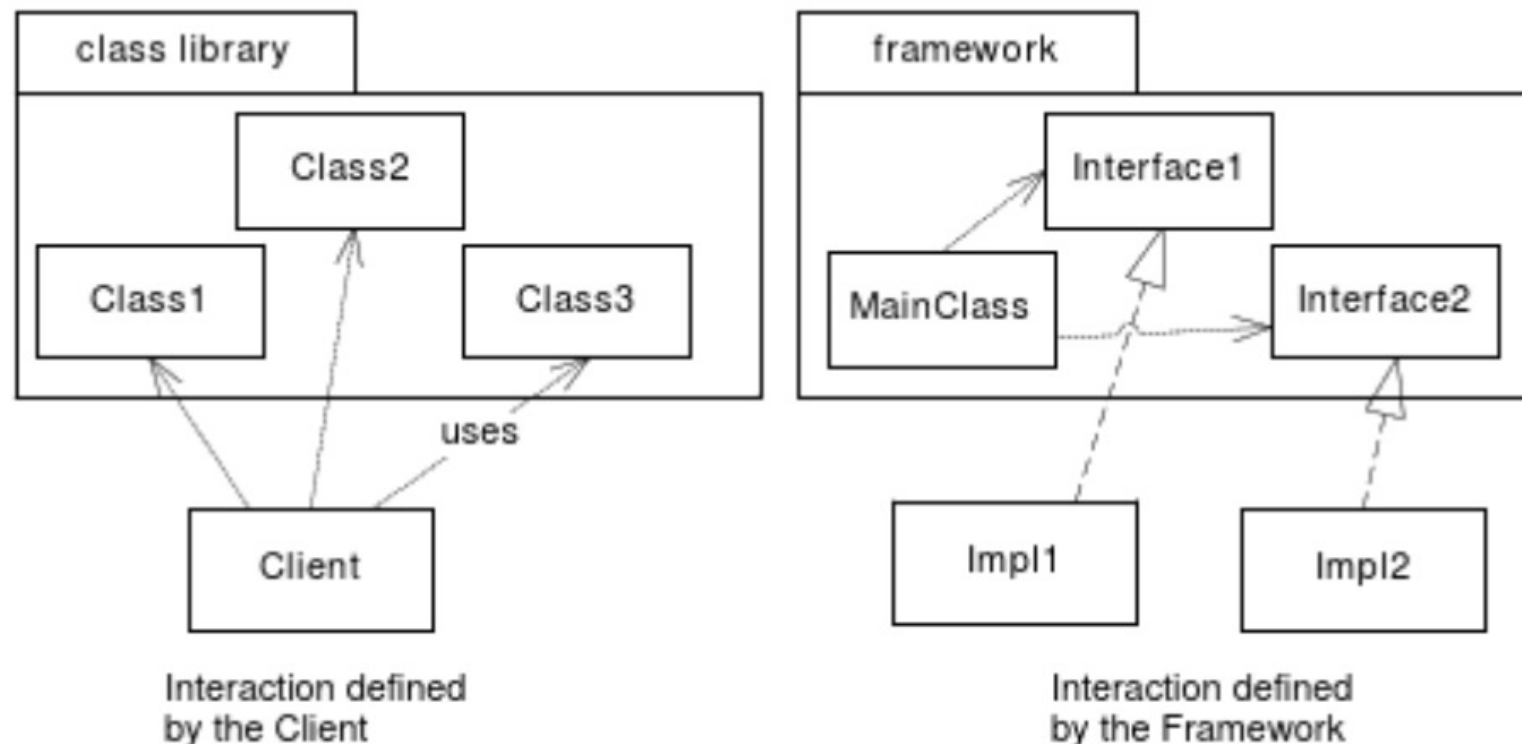 class library
Class2
Class1
Class3
uses
Client
Interaction defined
by the Client
framework
Interface1
MainClass
Interface2
Impl1
Impl2
Interaction defined
by the Framework